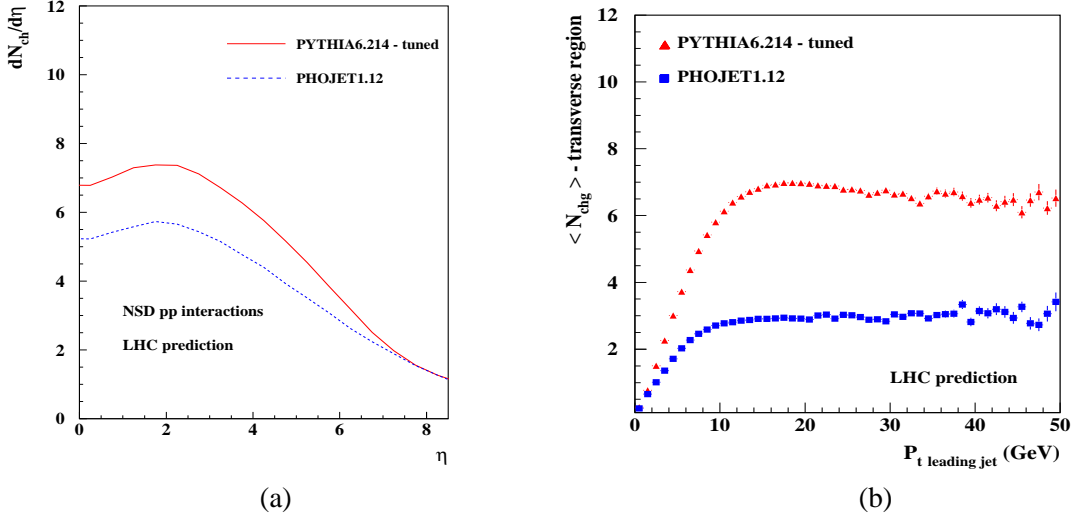 dN_ch/dη
12
10
8
6
4
2
0
PYTHIA6.214 - tuned
PHOJET1.12
NSD pp interactions
LHC prediction
0 2 4 6 8
η
(a)
< N_chg > - transverse region
12
10
8
6
4
2
PYTHIA6.214 - tuned
PHOJET1.12
LHC prediction
0 10 20 30 40 50
P_t leading jet (GeV)
(b)